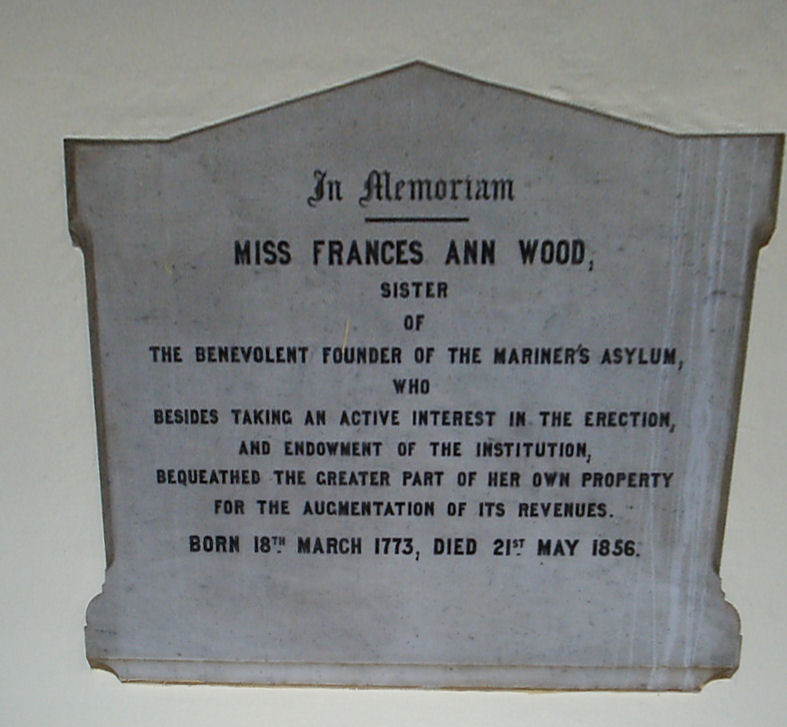 In Memoriam
MISS FRANCES ANN WOOD,
SISTER
OF
THE BENEVOLENT FOUNDER OF THE MARINER'S ASYLUM,
WHO
BESIDES TAKING AN ACTIVE INTEREST IN THE ERECTION,
AND ENDOWMENT OF THE INSTITUTION,
BEQUEATHED THE GREATER PART OF HER OWN PROPERTY
FOR THE AUGMENTATION OF ITS REVENUES.
BORN 18TH MARCH 1773, DIED 21ST MAY 1856.